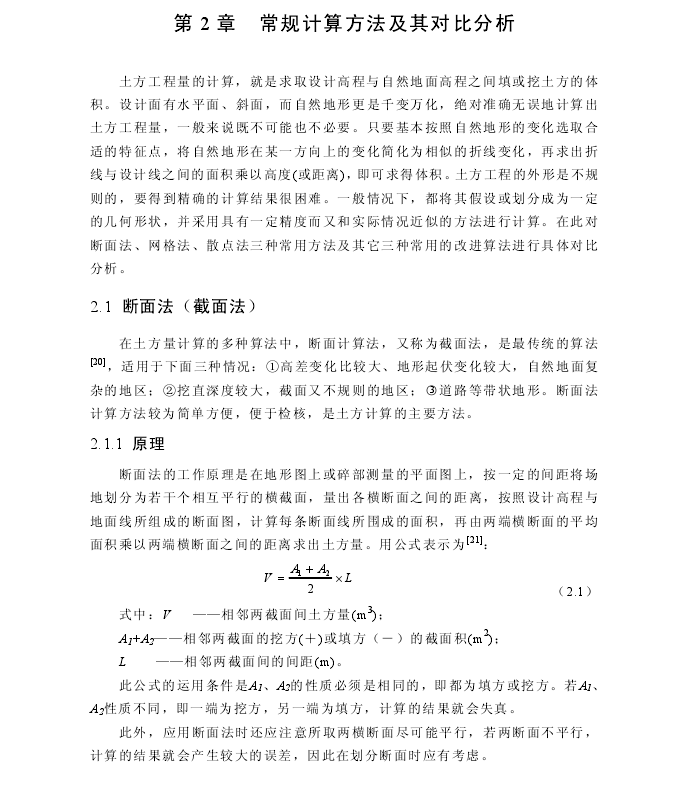 第 2 章　常规计算方法及其对比分析
土方工程量的计算，就是求取设计高程与自然地面高程之间填或挖土方的体
积。设计面有水平面、斜面，而自然地形更是千变万化，绝对准确无误地计算出
土方工程量，一般来说既不可能也不必要。只要基本按照自然地形的变化选取合
适的特征点，将自然地形在某一方向上的变化简化为相似的折线变化，再求出折
线与设计线之间的面积乘以高度(或距离)，即可求得体积。土方工程的外形是不规
则的，要得到精确的计算结果很困难。一般情况下，都将其假设或划分成为一定
的几何形状，并采用具有一定精度而又和实际情况近似的方法进行计算。在此对
断面法、网格法、散点法三种常用方法及其它三种常用的改进算法进行具体对比
分析。
2.1 断面法（截面法）
在土方量计算的多种算法中，断面计算法，又称为截面法，是最传统的算法
[20]，适用于下面三种情况：①高差变化比较大、地形起伏变化较大，自然地面复
杂的地区；②挖直深度较大，截面又不规则的地区；③道路等带状地形。断面法
计算方法较为简单方便，便于检核，是土方计算的主要方法。
2.1.1 原理
断面法的工作原理是在地形图上或碎部测量的平面图上，按一定的间距将场
地划分为若干个相互平行的横截面，量出各横断面之间的距离，按照设计高程与
地面线所组成的断面图，计算每条断面线所围成的面积，再由两端横断面的平均
面积乘以两端横断面之间的距离求出土方量。用公式表示为[21]：
V = (A1 + A2)/2 × L （2.1）
式中：V ——相邻两截面间土方量(m3)；
A1+A2——相邻两截面的挖方(＋)或填方（－）的截面积(m2)；
L ——相邻两截面间的间距(m)。
此公式的运用条件是A1、A2的性质必须是相同的，即都为填方或挖方。若A1、
A2性质不同，即一端为挖方，另一端为填方，计算的结果就会失真。
此外，应用断面法时还应注意所取两横断面尽可能平行，若两断面不平行，
计算的结果就会产生较大的误差，因此在划分断面时应有考虑。